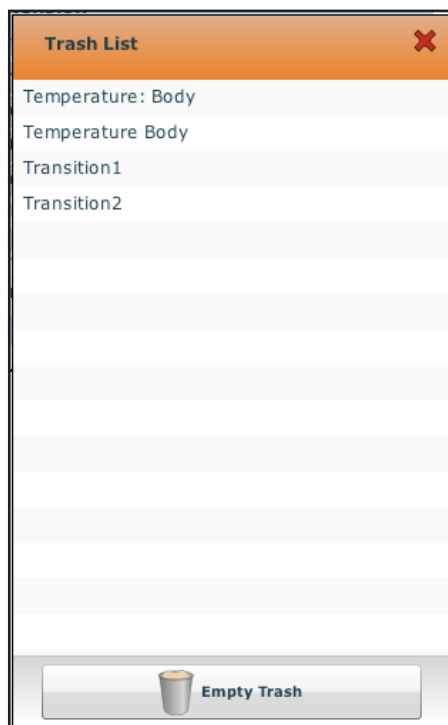 Trash List
Temperature: Body
Temperature Body
Transition1
Transition2
Empty Trash